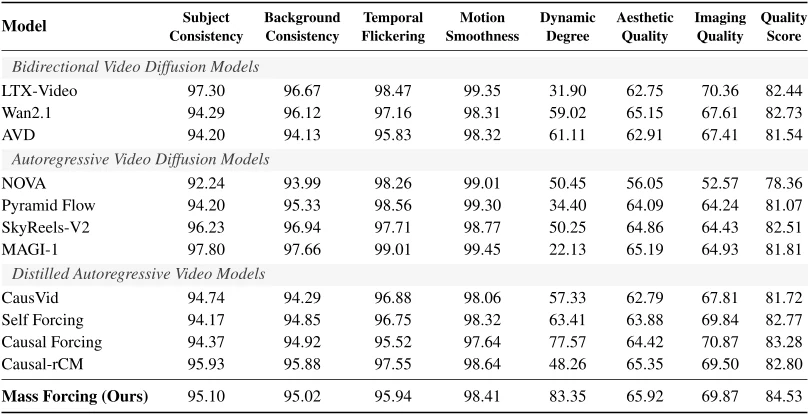 Model Subject Consistency Background Consistency Temporal Flickering Motion Smoothness Dynamic Degree Aesthetic Quality Imaging Quality Quality Score
Bidirectional Video Diffusion Models
LTX-Video 97.30 96.67 98.47 99.35 31.90 62.75 70.36 82.44
Wan2.1 94.29 96.12 97.16 98.31 59.02 65.15 67.61 82.73
AVD 94.20 94.13 95.83 98.32 61.11 62.91 67.41 81.54
Autoregressive Video Diffusion Models
NOVA 92.24 93.99 98.26 99.01 50.45 56.05 52.57 78.36
Pyramid Flow 94.20 95.33 98.56 99.30 34.40 64.09 64.24 81.07
SkyReels-V2 96.23 96.94 97.71 98.77 50.25 64.86 64.43 82.51
MAGI-1 97.80 97.66 99.01 99.45 22.13 65.19 64.93 81.81
Distilled Autoregressive Video Models
CausVid 94.74 94.29 96.88 98.06 57.33 62.79 67.81 81.72
Self Forcing 94.17 94.85 96.75 98.32 63.41 63.88 69.84 82.77
Causal Forcing 94.37 94.92 95.52 97.64 77.57 64.42 70.87 83.28
Causal-rCM 95.93 95.88 97.55 98.64 48.26 65.35 69.50 82.80
Mass Forcing (Ours) 95.10 95.02 95.94 98.41 83.35 65.92 69.87 84.53